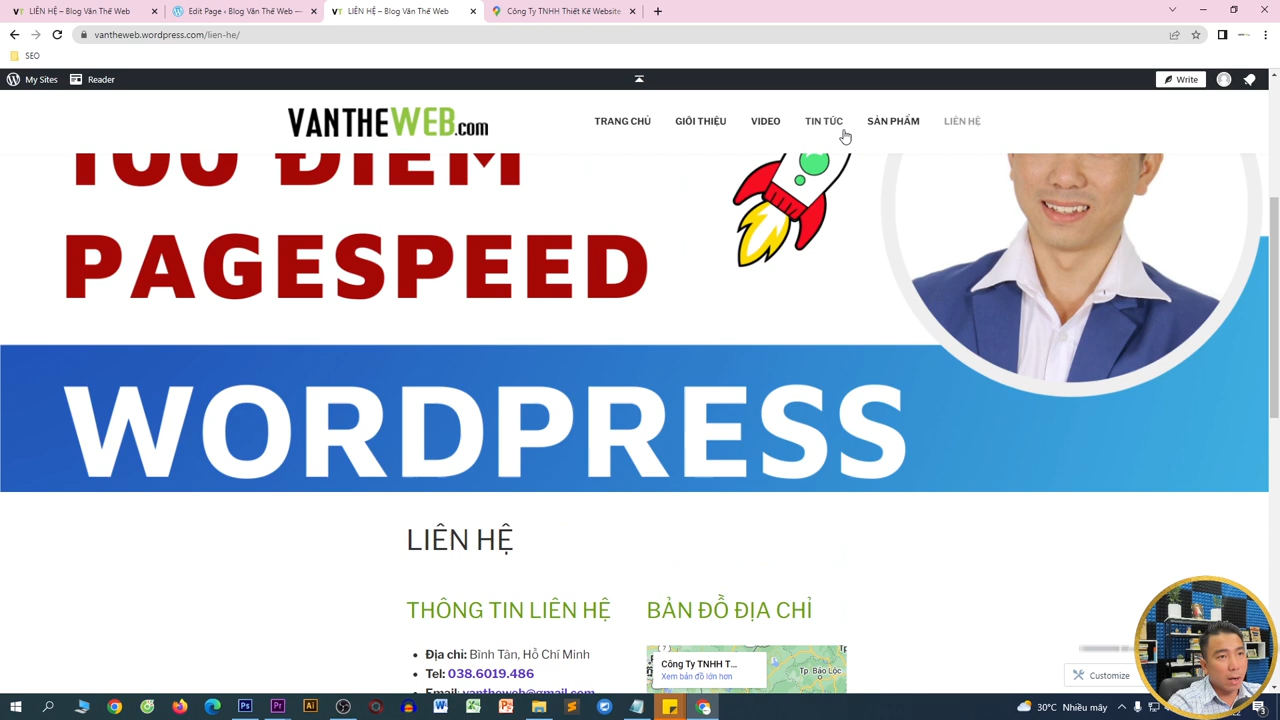 LIÊN HỆ – Blog Văn Thế Web
Edit Page ‹ Blog Văn Thế Web —
LIÊN HỆ – Blog Văn Thế Web
Công Ty TNHH Thiết Kế Website
vantheweb.wordpress.com/lien-he/
SEO
My Sites
Reader
Write
VANTHEWEB.com
TRANG CHỦ
GIỚI THIỆU
VIDEO
TIN TỨC
SẢN PHẨM
LIÊN HỆ
100 ĐIỂM
PAGESPEED
WORDPRESS
LIÊN HỆ
THÔNG TIN LIÊN HỆ
Địa chỉ: Bình Tân, Hồ Chí Minh
Tel: 038.6019.486
Email: vantheweb@gmail.com
BẢN ĐỒ ĐỊA CHỈ
Công Ty TNHH T...
Xem bản đồ lớn hơn
Tp. Bảo Lộc
Customize
30°C Nhiều mây